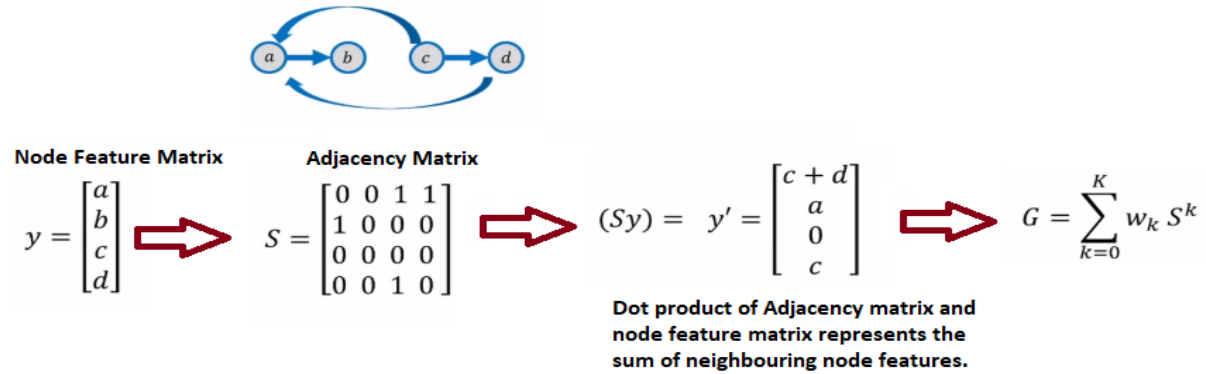 a b c d
Node Feature Matrix
y = [a b c d]
Adjacency Matrix
S = [0 0 1 1
1 0 0 0
0 0 0 0
0 0 1 0]
(Sy) = y′ = [c + d
a
0
c]
G = ∑_{k=0}^{K} w_k S^k
Dot product of Adjacency matrix and
node feature matrix represents the
sum of neighbouring node features.